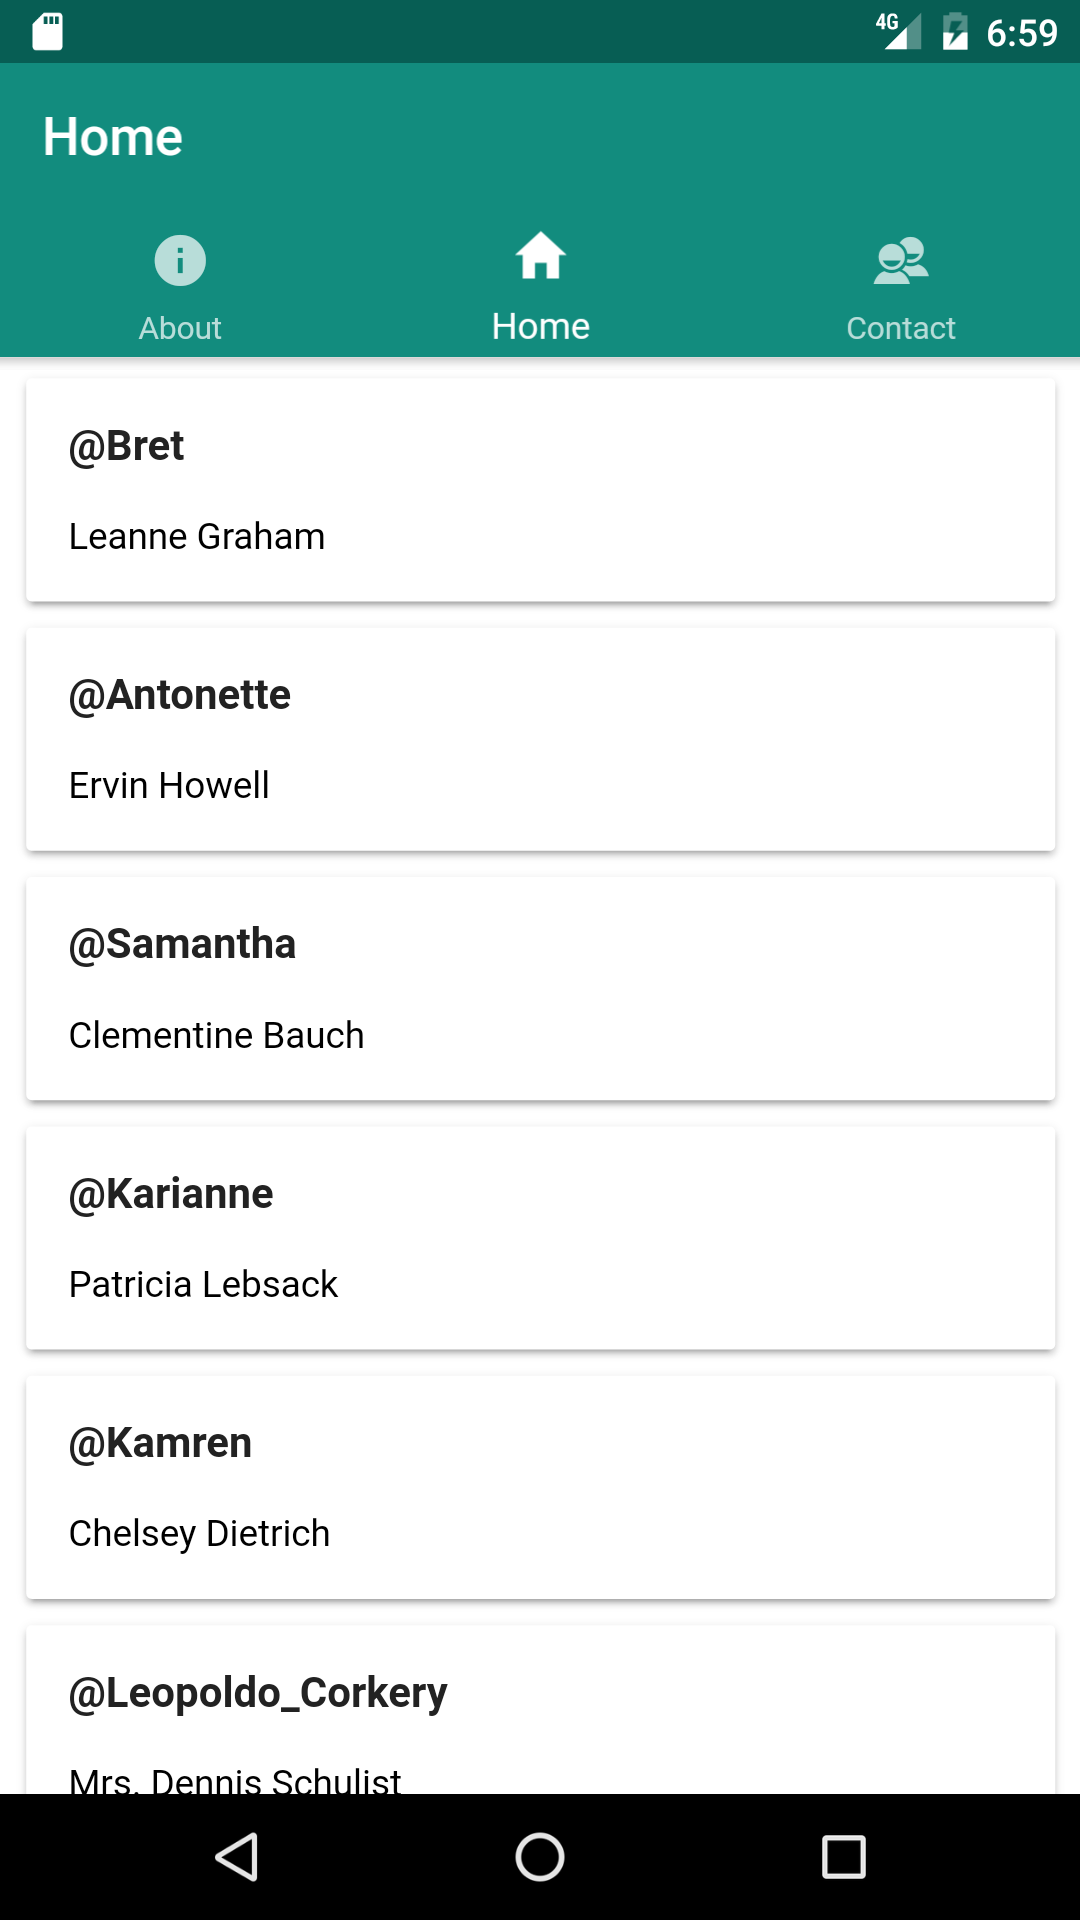 4G 6:59
Home
About Home Contact
@Bret
Leanne Graham
@Antonette
Ervin Howell
@Samantha
Clementine Bauch
@Karianne
Patricia Lebsack
@Kamren
Chelsey Dietrich
@Leopoldo_Corkery
Mrs. Dennis Schulist